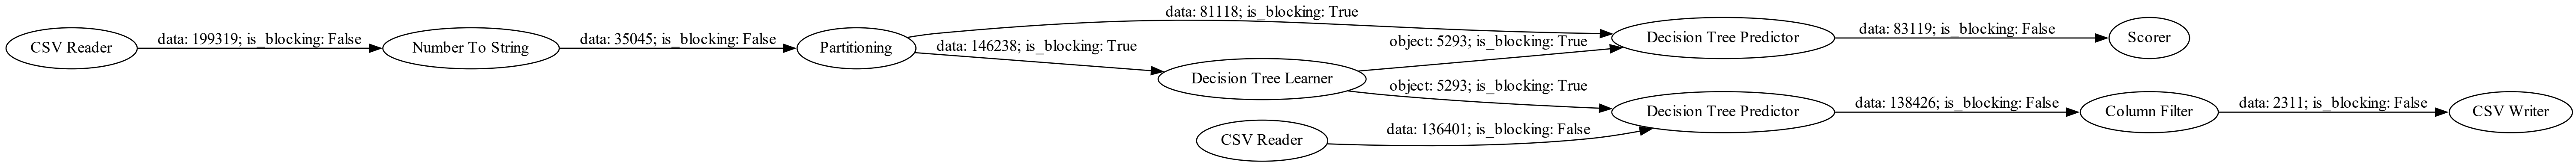 CSV Reader
data: 199319; is_blocking: False
Number To String
data: 35045; is_blocking: False
Partitioning
data: 81118; is_blocking: True
data: 146238; is_blocking: True
Decision Tree Learner
object: 5293; is_blocking: True
object: 5293; is_blocking: True
Decision Tree Predictor
data: 83119; is_blocking: False
Scorer
CSV Reader
data: 136401; is_blocking: False
Decision Tree Predictor
data: 138426; is_blocking: False
Column Filter
data: 2311; is_blocking: False
CSV Writer